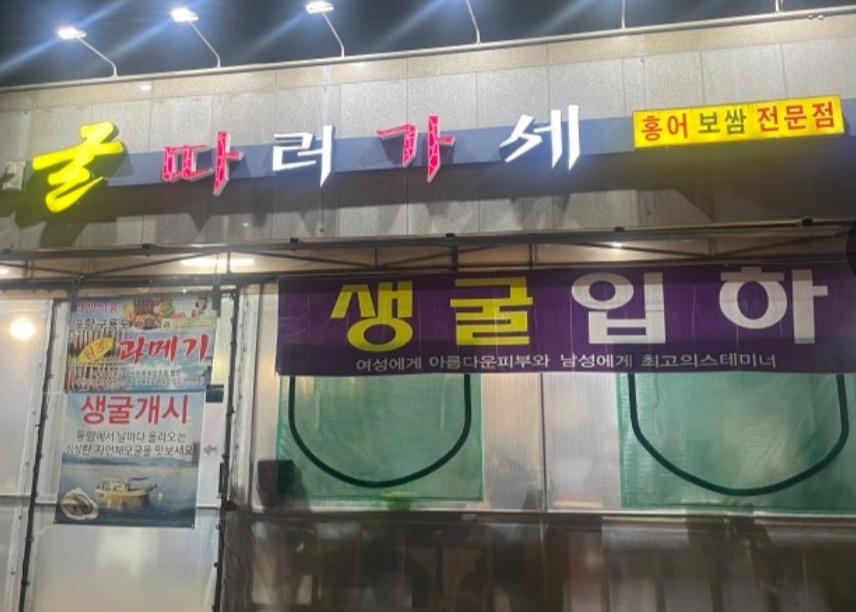 굴 따러 가세
홍어 보쌈 전문점
생굴입하
여성에게 아름다운피부와 남성에게 최고의스테미너
과메기
생굴개시
통영에서 날마다 올라오는
싱싱한 자연채묘굴을 맛보세요